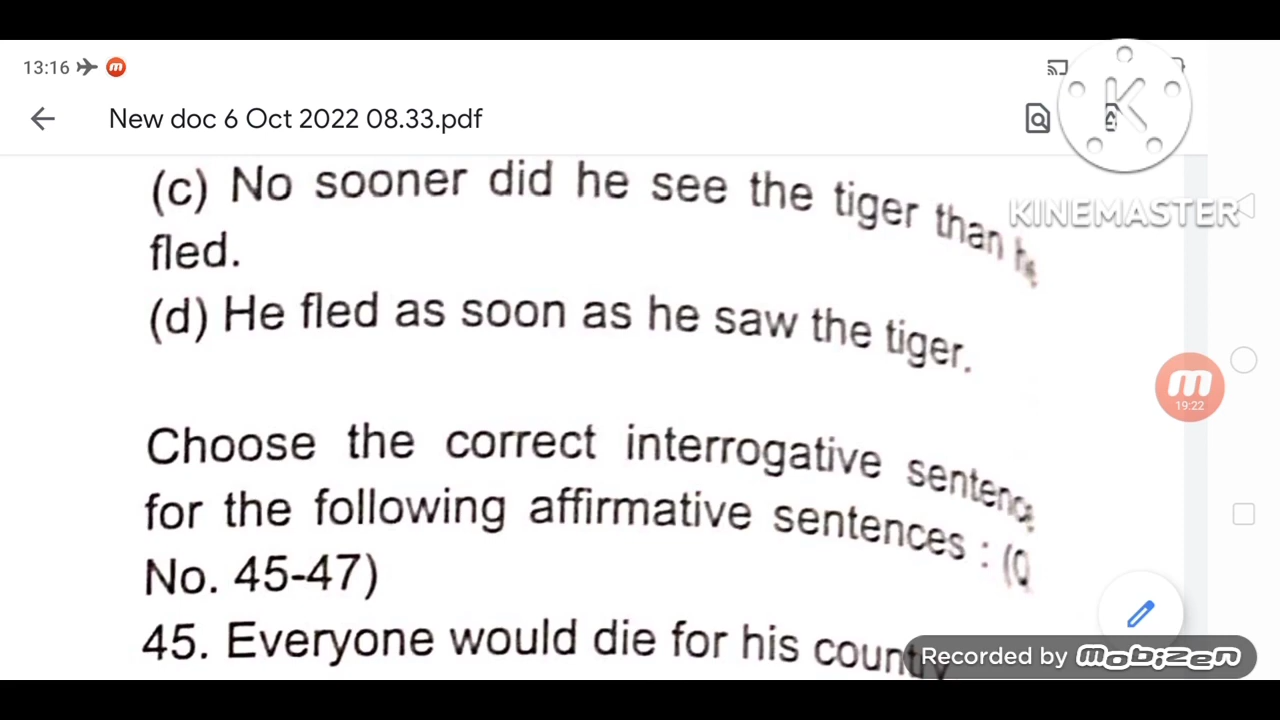 13:16
New doc 6 Oct 2022 08.33.pdf
KINEMASTER
(c) No sooner did he see the tiger than
fled.
(d) He fled as soon as he saw the tiger.
19:22
Choose the correct interrogative
for the following affirmative sentences : (Q
No. 45-47)
45. Everyone would die for his country
Recorded by mobizen